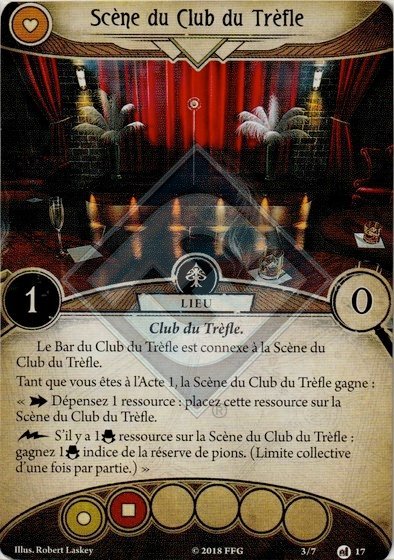 Scène du Club du Trèfle
1
LIEU
0
Club du Trèfle.
Le Bar du Club du Trèfle est connexe à la Scène du
Club du Trèfle.
Tant que vous êtes à l'Acte 1, la Scène du Club du Trèfle gagne :
« Dépensez 1 ressource : placez cette ressource sur la
Scène du Club du Trèfle.
S'il y a 1 ressource sur la Scène du Club du Trèfle :
gagnez 1 indice de la réserve de pions. (Limite collective
d'une fois par partie.) »
Illus. Robert Laskey © 2018 FFG 3/7 17